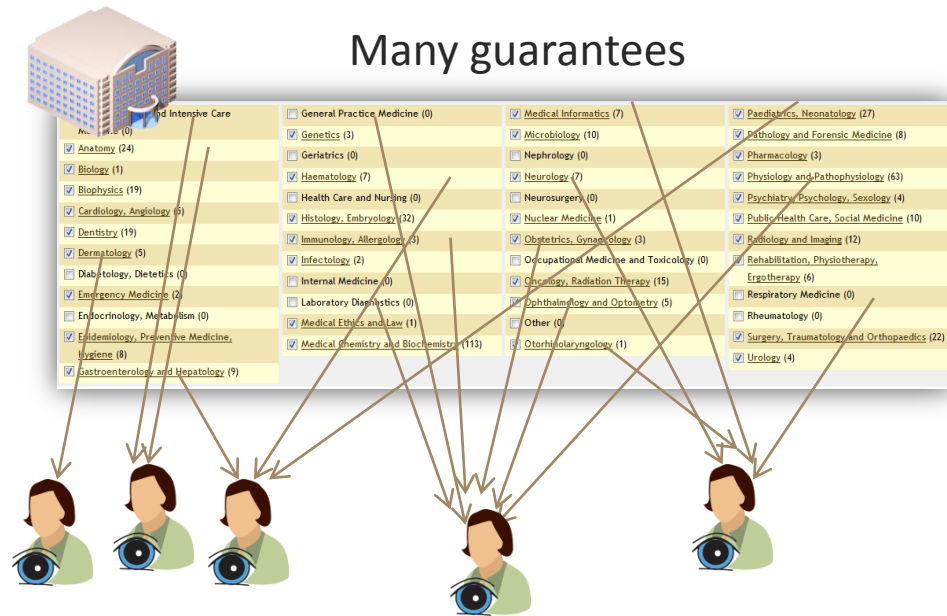 Many guarantees
and Intensive Care
(0)
Anatomy (24)
Biology (1)
Biophysics (19)
Cardiology, Angiology (5)
Dentistry (19)
Dermatology (5)
Diabetology, Dietetics (0)
Emergency Medicine (2)
Endocrinology, Metabolism (0)
Epidemiology, Preventive Medicine,
Hygiene (8)
Gastroenterology and Hepatology (9)
General Practice Medicine (0)
Genetics (3)
Geriatrics (0)
Haematology (7)
Health Care and Nursing (0)
Histology, Embryology (32)
Immunology, Allergology (3)
Infectology (2)
Internal Medicine (0)
Laboratory Diagnostics (0)
Medical Ethics and Law (1)
Medical Chemistry and Biochemistry (113)
Medical Informatics (7)
Microbiology (10)
Nephrology (0)
Neurology (7)
Neurosurgery (0)
Nuclear Medicine (1)
Obstetrics, Gynaecology (3)
Occupational Medicine and Toxicology (0)
Oncology, Radiation Therapy (15)
Ophthalmology and Optometry (5)
Other (0)
Otorhinolaryngology (1)
Paediatrics, Neonatology (27)
Pathology and Forensic Medicine (8)
Pharmacology (3)
Physiology and Pathophysiology (63)
Psychiatry, Psychology, Sexology (4)
Public Health Care, Social Medicine (10)
Radiology and Imaging (12)
Rehabilitation, Physiotherapy,
Ergotherapy (6)
Respiratory Medicine (0)
Rheumatology (0)
Surgery, Traumatology and Orthopaedics (22)
Urology (4)